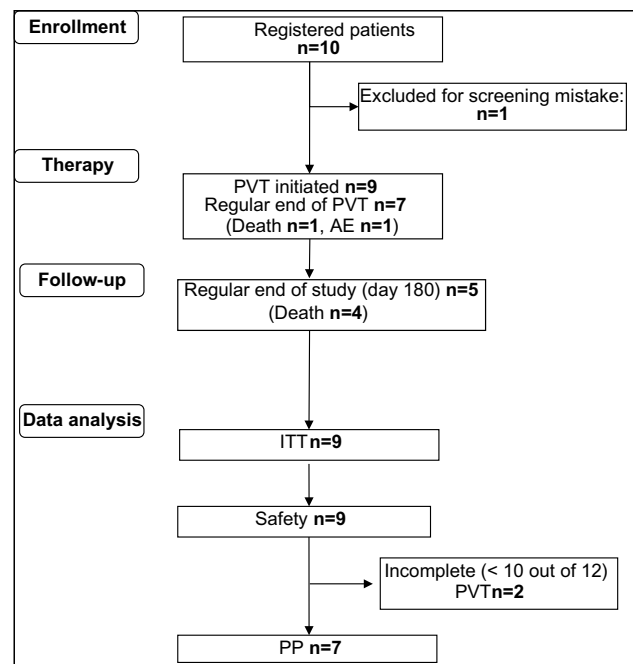 Enrollment
Registered patients
n=10
Excluded for screening mistake:
n=1
Therapy
PVT initiated n=9
Regular end of PVT n=7
(Death n=1, AE n=1)
Follow-up
Regular end of study (day 180) n=5
(Death n=4)
Data analysis
ITT n=9
Safety n=9
Incomplete (< 10 out of 12)
PVT n=2
PP n=7